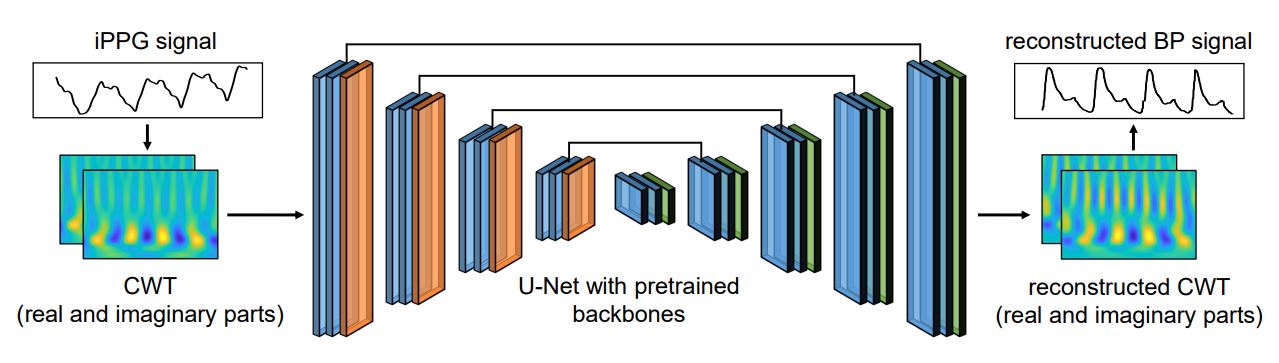 iPPG signal
CWT
(real and imaginary parts)
U-Net with pretrained
backbones
reconstructed BP signal
reconstructed CWT
(real and imaginary parts)